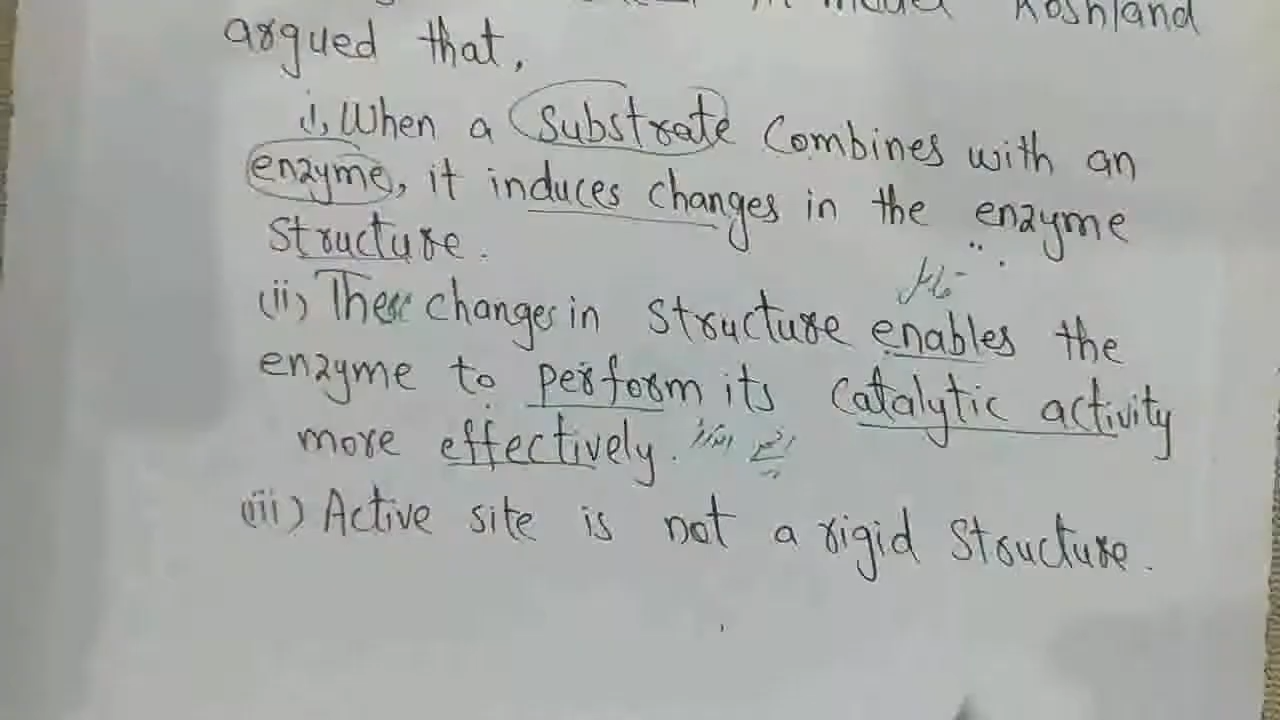 Koshland
argued that,
i, When a substrate Combines with an
enzyme, it induces changes in the enzyme
structure.
(ii) These changes in structure enables the
enzyme to perform its catalytic activity
more effectively.
(iii) Active site is not a rigid structure.